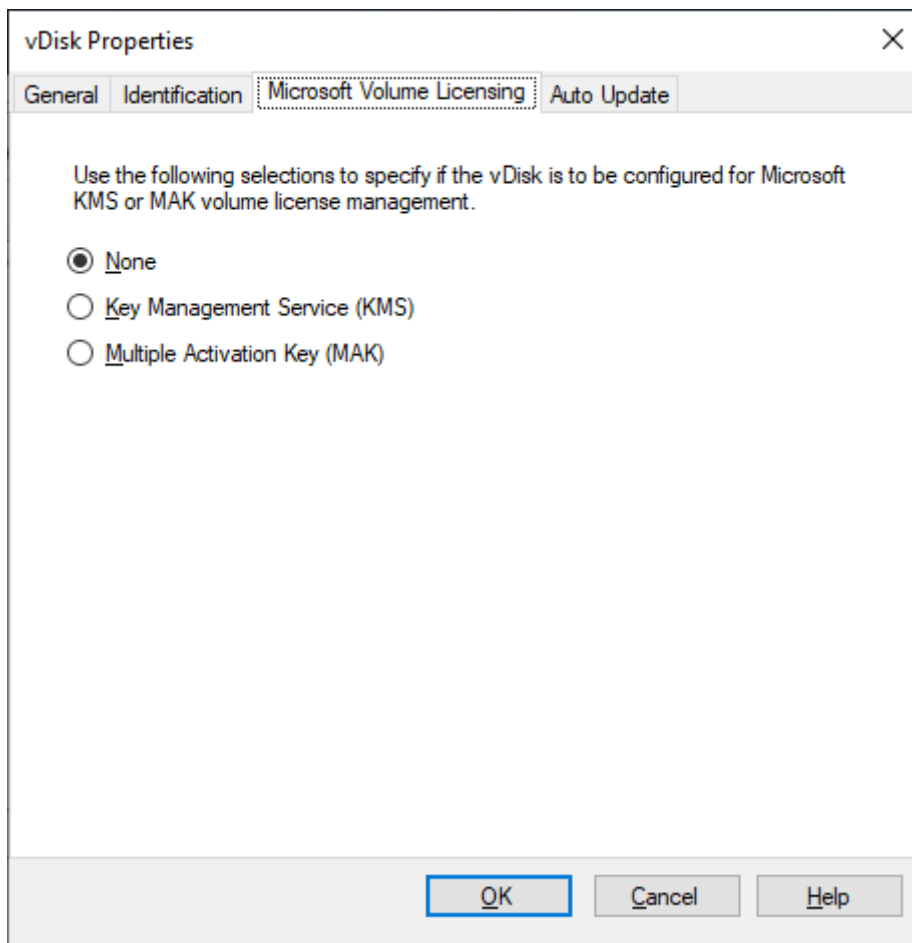 vDisk Properties
General Identification Microsoft Volume Licensing Auto Update
Use the following selections to specify if the vDisk is to be configured for Microsoft
KMS or MAK volume license management.
None
Key Management Service (KMS)
Multiple Activation Key (MAK)
OK Cancel Help